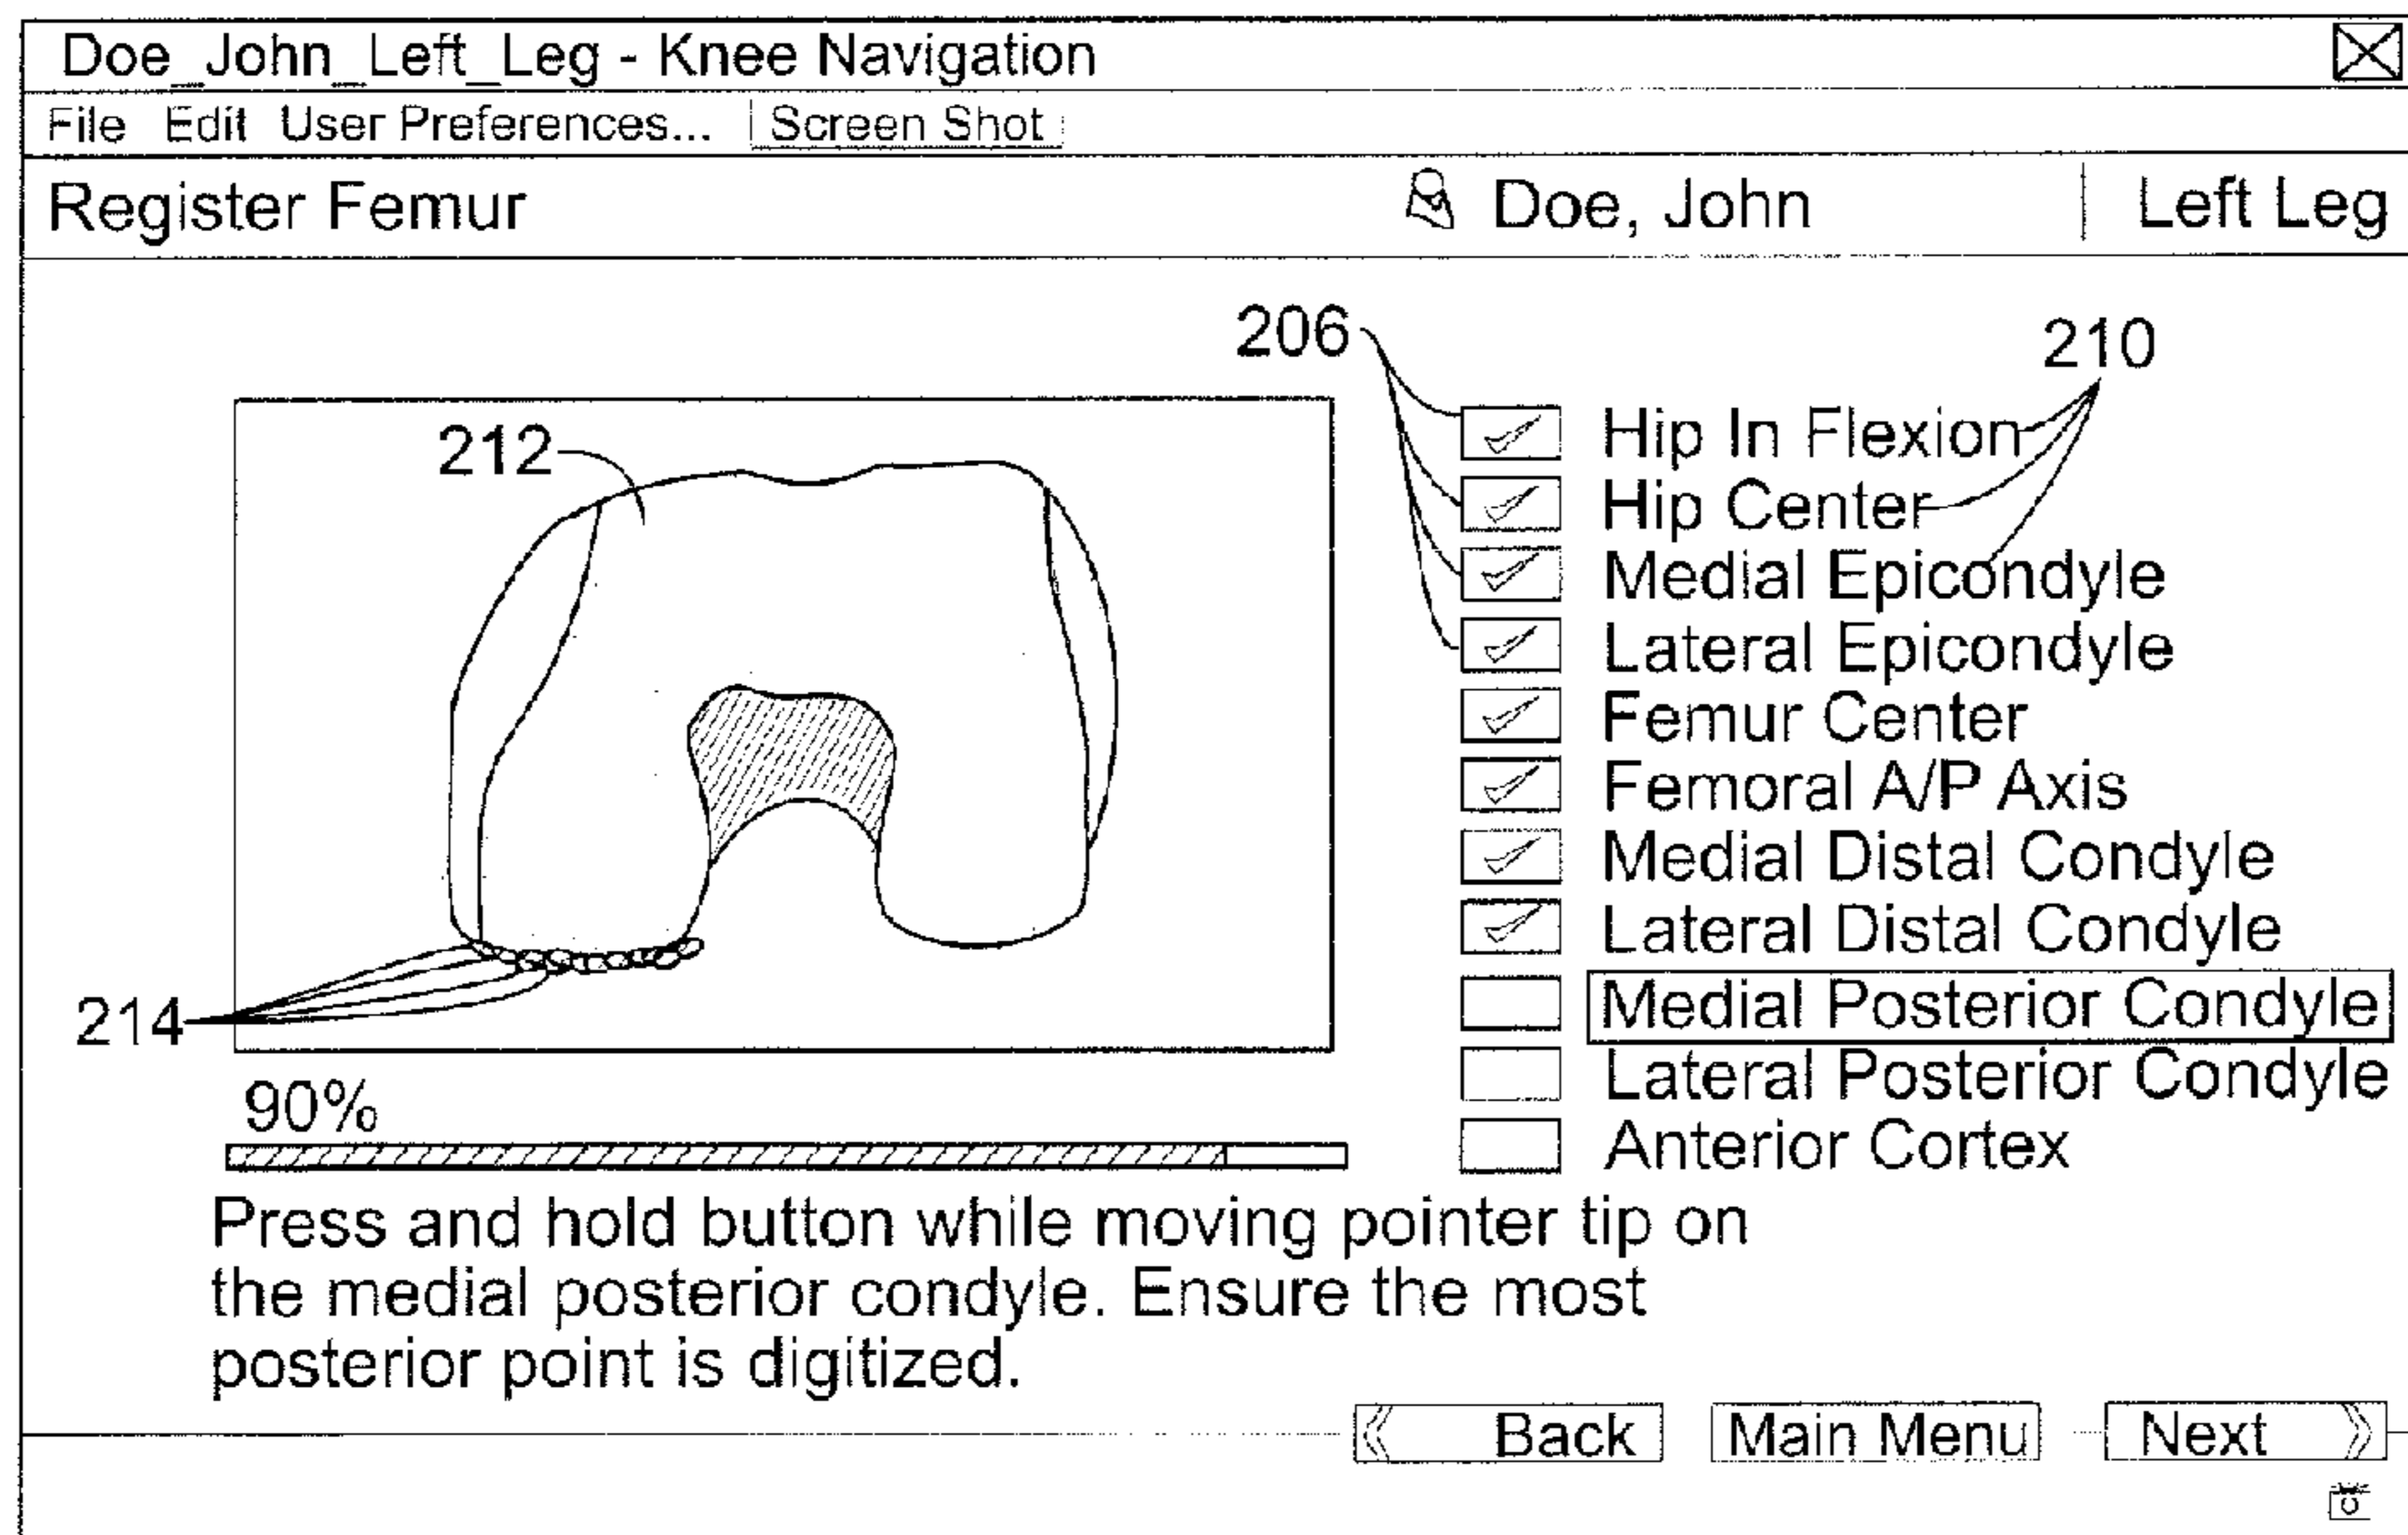 Doe_John_Left_Leg - Knee Navigation
File Edit User Preferences... Screen Shot
Register Femur Doe, John Left Leg
206 210
212
Hip In Flexion
Hip Center
Medial Epicondyle
Lateral Epicondyle
Femur Center
Femoral A/P Axis
Medial Distal Condyle
Lateral Distal Condyle
Medial Posterior Condyle
Lateral Posterior Condyle
Anterior Cortex
214
90%
Press and hold button while moving pointer tip on
the medial posterior condyle. Ensure the most
posterior point is digitized.
Back Main Menu Next